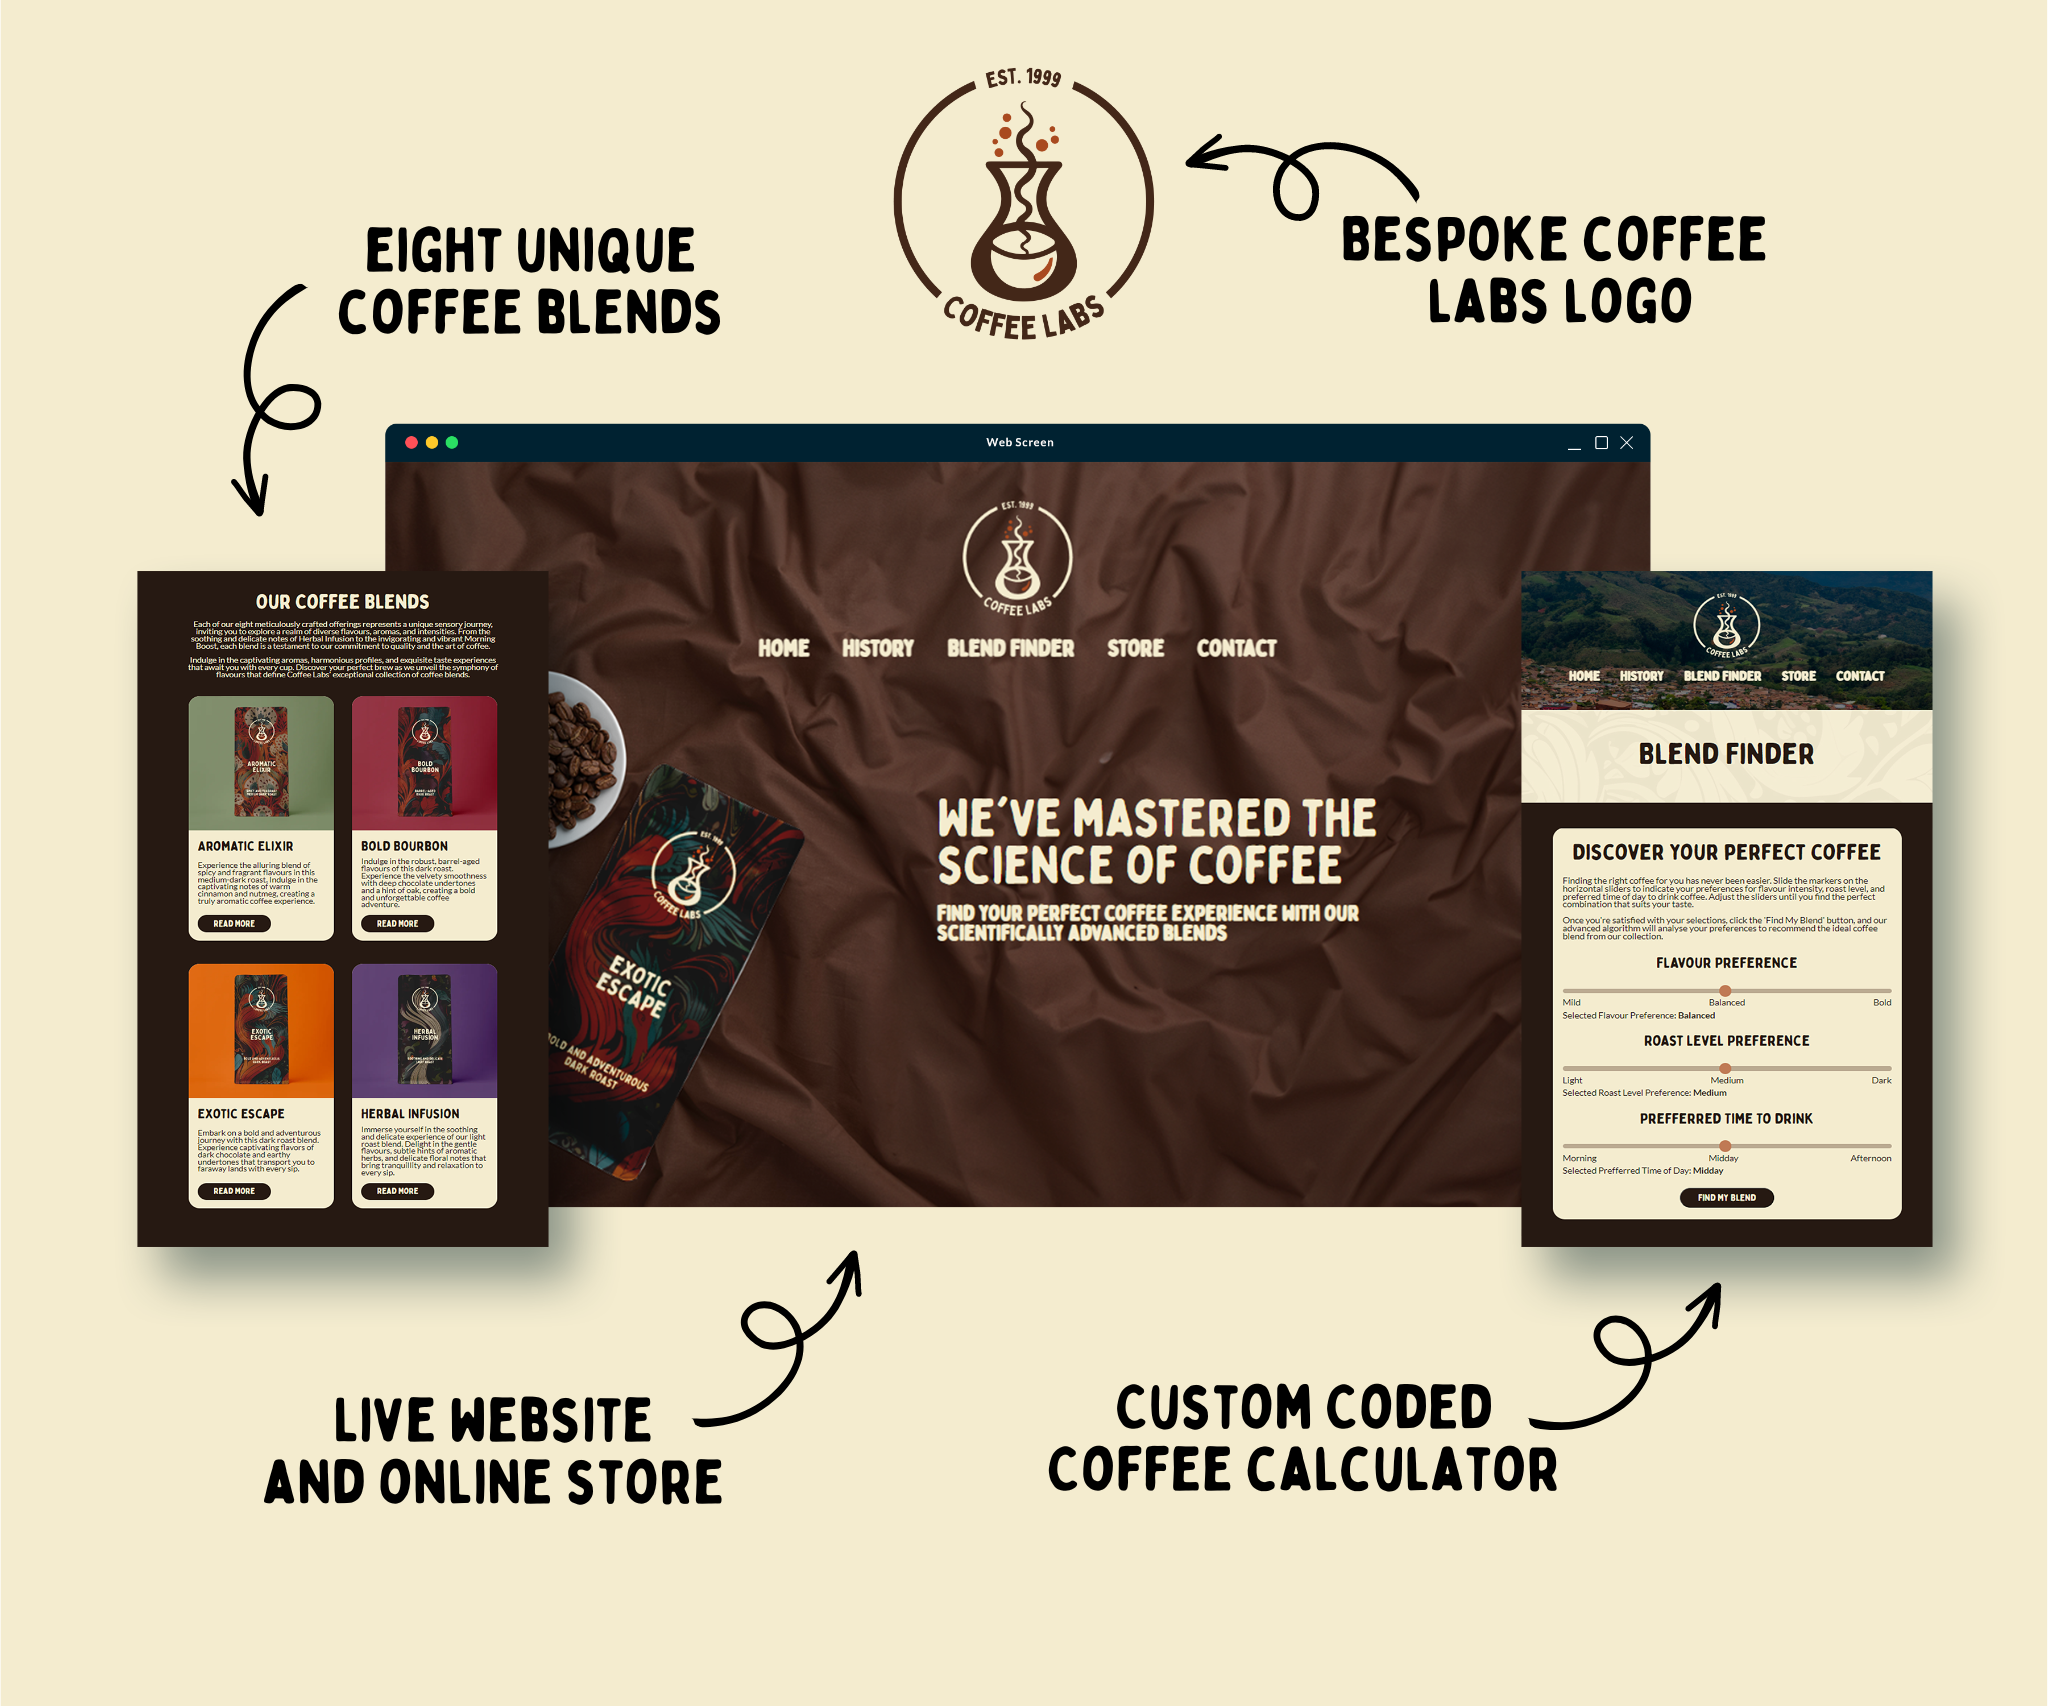 EST. 1999
COFFEE LABS
EIGHT UNIQUE
COFFEE BLENDS
BESPOKE COFFEE
LABS LOGO
Web Screen
EST. 1999
COFFEE LABS
HOME HISTORY BLEND FINDER STORE CONTACT
WE'VE MASTERED THE
SCIENCE OF COFFEE
FIND YOUR PERFECT COFFEE EXPERIENCE WITH OUR
SCIENTIFICALLY ADVANCED BLENDS
EST. 1999
COFFEE LABS
EXOTIC
ESCAPE
BOLD AND ADVENTUROUS
DARK ROAST
OUR COFFEE BLENDS
Each of our eight meticulously crafted offerings represents a unique sensory journey,
inviting you to explore a realm of diverse flavours, aromas, and intensities. From the
soothing and delicate notes of Herbal Infusion to the invigorating and vibrant Morning
Boost, each blend is a testament to our commitment to quality and the art of coffee.
Indulge in the captivating aromas, harmonious profiles, and exquisite taste experiences
that await you with every cup. Discover your perfect brew as we unveil the symphony of
flavours that define Coffee Labs' exceptional collection of coffee blends.
AROMATIC
ELIXIR
AROMATIC ELIXIR
Experience the alluring blend of
spicy and fragrant flavours in this
medium-dark roast. Indulge in the
captivating notes of warm
cinnamon and nutmeg, creating a
truly aromatic coffee experience.
READ MORE
BOLD
BOURBON
BOLD BOURBON
Indulge in the robust, barrel-aged
flavours of this dark roast.
Experience the velvety smoothness
with deep chocolate undertones
and a hint of oak, creating a bold
and unforgettable coffee
adventure.
READ MORE
EXOTIC
ESCAPE
EXOTIC ESCAPE
Embark on a bold and adventurous
journey with this dark roast blend.
Experience captivating flavors of
dark chocolate and earthy
undertones that transport you to
faraway lands with every sip.
READ MORE
HERBAL
INFUSION
HERBAL INFUSION
Immerse yourself in the soothing
and delicate experience of our light
roast blend. Delight in the gentle
flavours, subtle hints of aromatic
herbs, and delicate floral notes that
bring tranquillity and relaxation to
every sip.
READ MORE
EST. 1999
COFFEE LABS
HOME HISTORY BLEND FINDER STORE CONTACT
BLEND FINDER
DISCOVER YOUR PERFECT COFFEE
Finding the right coffee for you has never been easier. Slide the markers on the
horizontal sliders to indicate your preferences for flavour intensity, roast level, and
preferred time of day to drink coffee. Adjust the sliders until you find the perfect
combination that suits your taste.
Once you're satisfied with your selections, click the 'Find My Blend' button, and our
advanced algorithm will analyse your preferences to recommend the ideal coffee
blend from our collection.
FLAVOUR PREFERENCE
Mild Balanced Bold
Selected Flavour Preference: Balanced
ROAST LEVEL PREFERENCE
Light Medium Dark
Selected Roast Level Preference: Medium
PREFFERRED TIME TO DRINK
Morning Midday Afternoon
Selected Prefferred Time of Day: Midday
FIND MY BLEND
LIVE WEBSITE
AND ONLINE STORE
CUSTOM CODED
COFFEE CALCULATOR